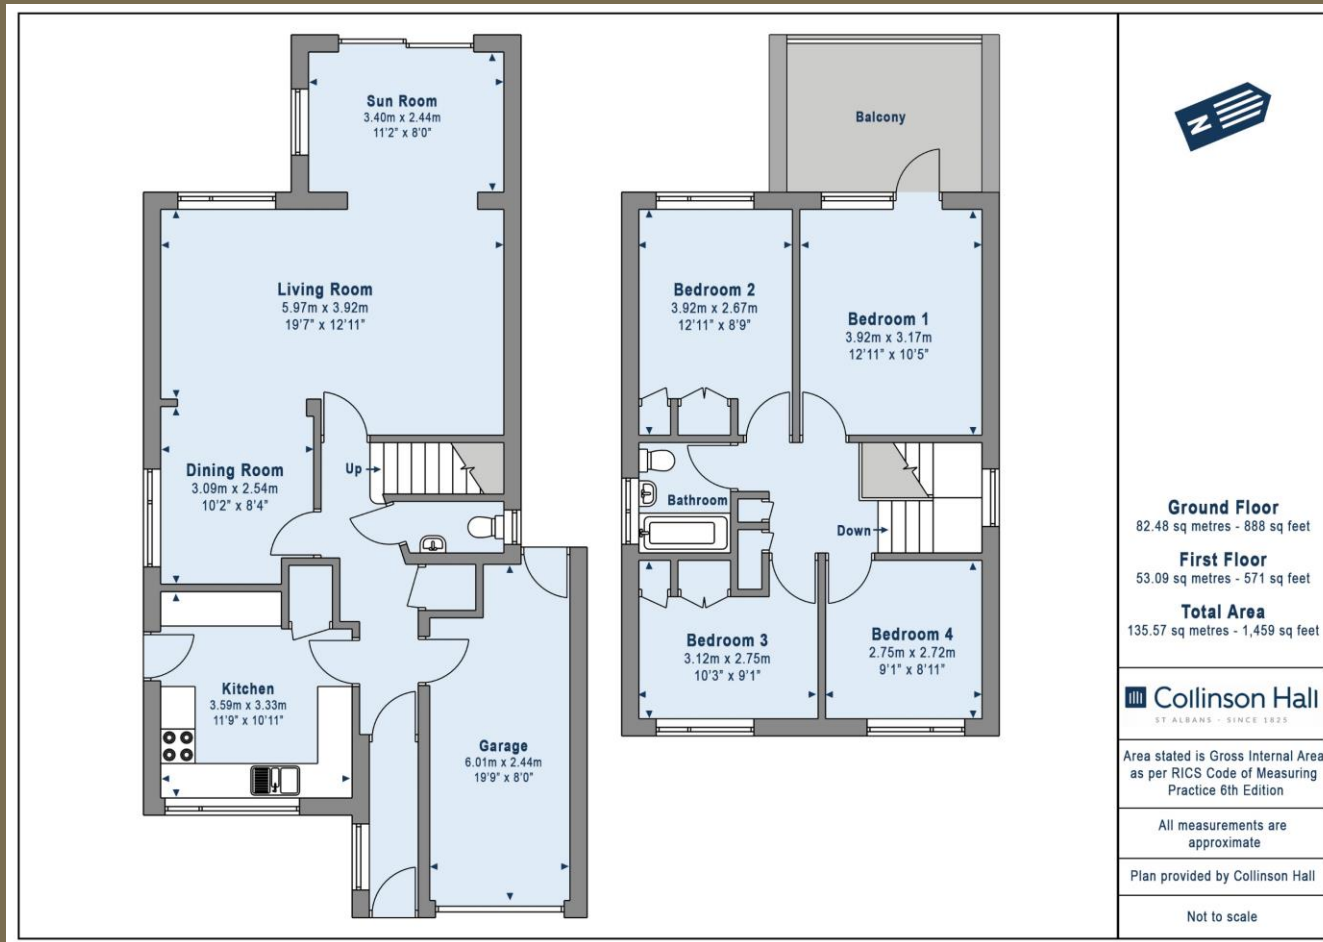 Sun Room
3.40m x 2.44m
11'2" x 8'0"
Living Room
5.97m x 3.92m
19'7" x 12'11"
Dining Room
3.09m x 2.54m
10'2" x 8'4"
Up
Kitchen
3.59m x 3.33m
11'9" x 10'11"
Garage
6.01m x 2.44m
19'9" x 8'0"
Balcony
Bedroom 2
3.92m x 2.67m
12'11" x 8'9"
Bedroom 1
3.92m x 3.17m
12'11" x 10'5"
Bathroom
Down
Bedroom 3
3.12m x 2.75m
10'3" x 9'1"
Bedroom 4
2.75m x 2.72m
9'1" x 8'11"
N
Ground Floor
82.48 sq metres - 888 sq feet
First Floor
53.09 sq metres - 571 sq feet
Total Area
135.57 sq metres - 1,459 sq feet
Collinson Hall
ST ALBANS - SINCE 1825
Area stated is Gross Internal Area
as per RICS Code of Measuring
Practice 6th Edition
All measurements are
approximate
Plan provided by Collinson Hall
Not to scale